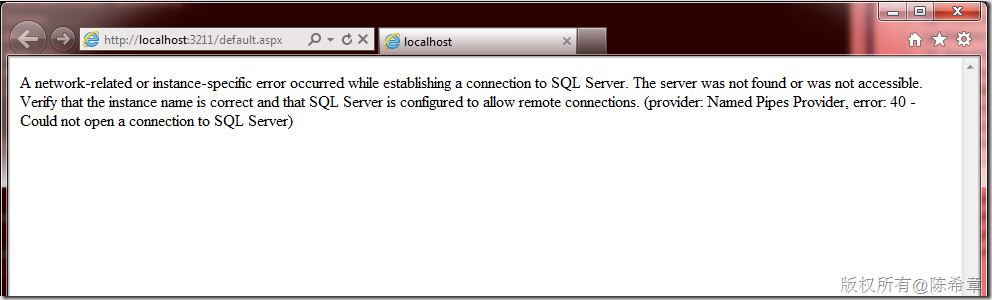 http://localhost:3211/default.aspx
localhost
A network-related or instance-specific error occurred while establishing a connection to SQL Server. The server was not found or was not accessible.
Verify that the instance name is correct and that SQL Server is configured to allow remote connections. (provider: Named Pipes Provider, error: 40 -
Could not open a connection to SQL Server)
版权所有@陈希章